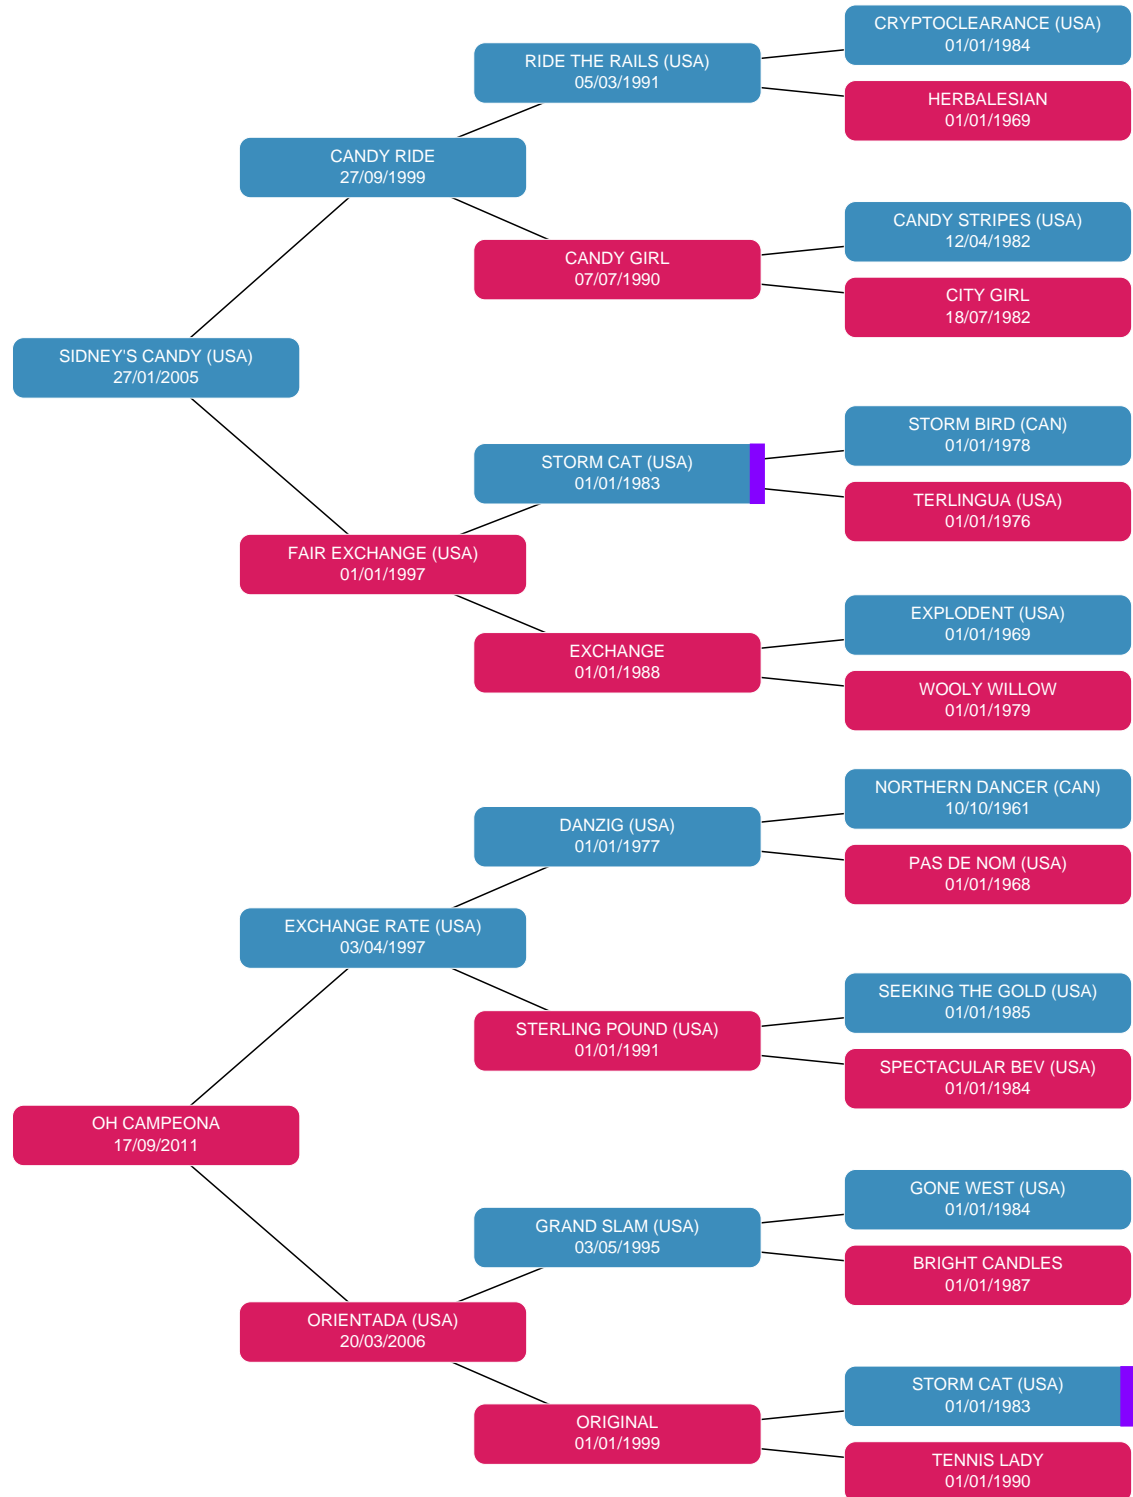 CRYPTOCLEARANCE (USA)
01/01/1984
RIDE THE RAILS (USA)
05/03/1991
HERBALESIAN
01/01/1969
CANDY RIDE
27/09/1999
CANDY STRIPES (USA)
12/04/1982
CANDY GIRL
07/07/1990
CITY GIRL
18/07/1982
SIDNEY'S CANDY (USA)
27/01/2005
STORM BIRD (CAN)
01/01/1978
STORM CAT (USA)
01/01/1983
TERLINGUA (USA)
01/01/1976
FAIR EXCHANGE (USA)
01/01/1997
EXPLODENT (USA)
01/01/1969
EXCHANGE
01/01/1988
WOOLY WILLOW
01/01/1979
NORTHERN DANCER (CAN)
10/10/1961
DANZIG (USA)
01/01/1977
PAS DE NOM (USA)
01/01/1968
EXCHANGE RATE (USA)
03/04/1997
SEEKING THE GOLD (USA)
01/01/1985
STERLING POUND (USA)
01/01/1991
SPECTACULAR BEV (USA)
01/01/1984
OH CAMPEONA
17/09/2011
GONE WEST (USA)
01/01/1984
GRAND SLAM (USA)
03/05/1995
BRIGHT CANDLES
01/01/1987
ORIENTADA (USA)
20/03/2006
STORM CAT (USA)
01/01/1983
ORIGINAL
01/01/1999
TENNIS LADY
01/01/1990